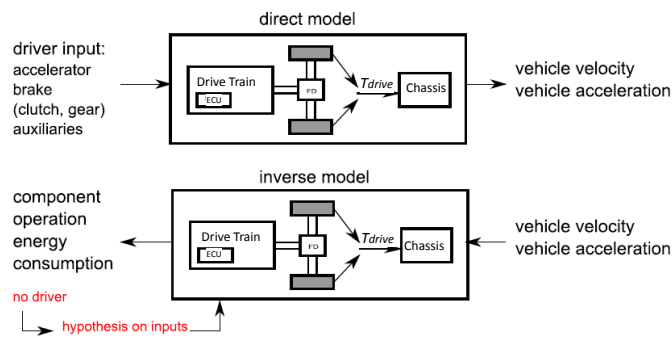 direct model
driver input:
accelerator
brake
(clutch, gear)
auxiliaries
Drive Train
ECU
FD
Tdrive
Chassis
vehicle velocity
vehicle acceleration
inverse model
component
operation
energy
consumption
Drive Train
ECU
FD
Tdrive
Chassis
vehicle velocity
vehicle acceleration
no driver
hypothesis on inputs